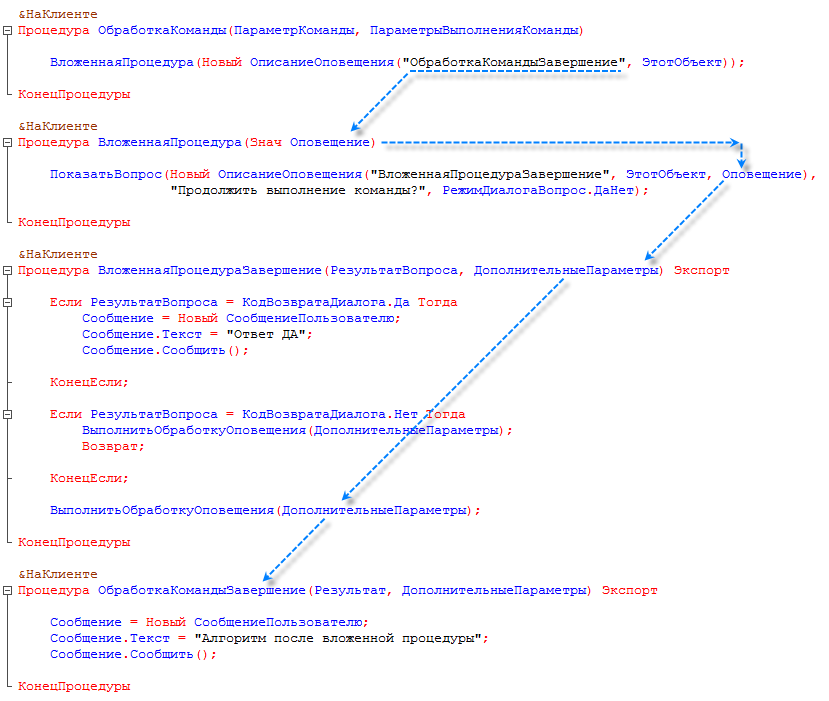 &НаКлиенте
Процедура ОбработкаКоманды(ПараметрКоманды, ПараметрыВыполненияКоманды)
ВложеннаяПроцедура(Новый ОписаниеОповещения("ОбработкаКомандыЗавершение", ЭтотОбъект));
КонецПроцедуры
&НаКлиенте
Процедура ВложеннаяПроцедура(Знач Оповещение)
ПоказатьВопрос(Новый ОписаниеОповещения("ВложеннаяПроцедураЗавершение", ЭтотОбъект, Оповещение),
"Продолжить выполнение команды?", РежимДиалогаВопрос.ДаНет);
КонецПроцедуры
&НаКлиенте
Процедура ВложеннаяПроцедураЗавершение(РезультатВопроса, ДополнительныеПараметры) Экспорт
Если РезультатВопроса = КодВозвратаДиалога.Да Тогда
Сообщение = Новый СообщениеПользователю;
Сообщение.Текст = "Ответ ДА";
Сообщение.Сообщить();
КонецЕсли;
Если РезультатВопроса = КодВозвратаДиалога.Нет Тогда
ВыполнитьОбработкуОповещения(ДополнительныеПараметры);
Возврат;
КонецЕсли;
ВыполнитьОбработкуОповещения(ДополнительныеПараметры);
КонецПроцедуры
&НаКлиенте
Процедура ОбработкаКомандыЗавершение(Результат, ДополнительныеПараметры) Экспорт
Сообщение = Новый СообщениеПользователю;
Сообщение.Текст = "Алгоритм после вложенной процедуры";
Сообщение.Сообщить();
КонецПроцедуры